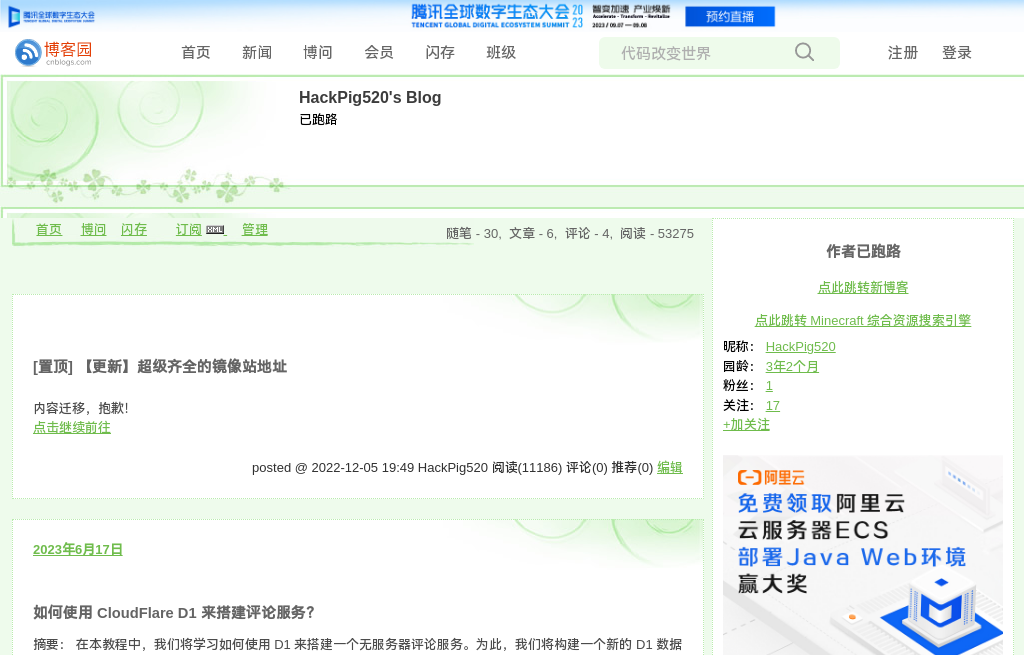 腾讯全球数字生态大会
TENCENT GLOBAL DIGITAL ECOSYSTEM SUMMIT
腾讯全球数字生态大会 2023
TENCENT GLOBAL DIGITAL ECOSYSTEM SUMMIT
智变加速 产业焕新
Accelerate · Transform · Revitalize
2023 / 09.07 — 09.08
预约直播
博客园
cnblogs.com
首页 新闻 博问 会员 闪存 班级
代码改变世界
注册 登录
HackPig520's Blog
已跑路
首页 博问 闪存 订阅 XML 管理
随笔 - 30, 文章 - 6, 评论 - 4, 阅读 - 53275
[置顶] 【更新】超级齐全的镜像站地址
内容迁移，抱歉！
点击继续前往
posted @ 2022-12-05 19:49 HackPig520 阅读(11186) 评论(0) 推荐(0) 编辑
2023年6月17日
如何使用 CloudFlare D1 来搭建评论服务？
摘要： 在本教程中，我们将学习如何使用 D1 来搭建一个无服务器评论服务。为此，我们将构建一个新的 D1 数据
作者已跑路
点此跳转新博客
点此跳转 Minecraft 综合资源搜索引擎
昵称： HackPig520
园龄： 3年2个月
粉丝： 1
关注： 17
+加关注
阿里云
免费领取阿里云
云服务器ECS
部署Java Web环境
赢大奖